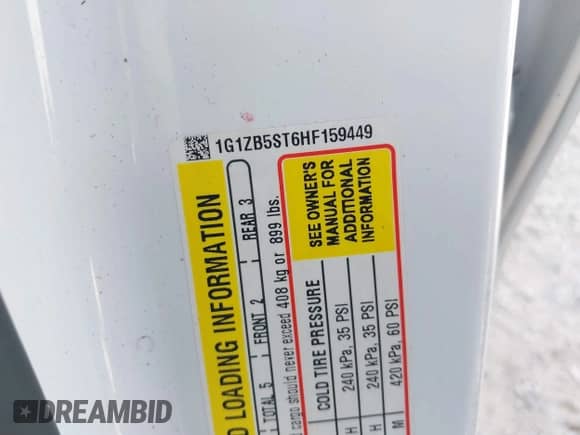 1G1ZB5ST6HF159449
LOADING INFORMATION
TOTAL 5 | FRONT 2 | REAR 3
cargo should never exceed 408 kg or 899 lbs.
COLD TIRE PRESSURE
240 kPa, 35 PSI
240 kPa, 35 PSI
420 kPa, 60 PSI
SEE OWNER'S
MANUAL FOR
ADDITIONAL
INFORMATION
H
H
M
DREAMBID